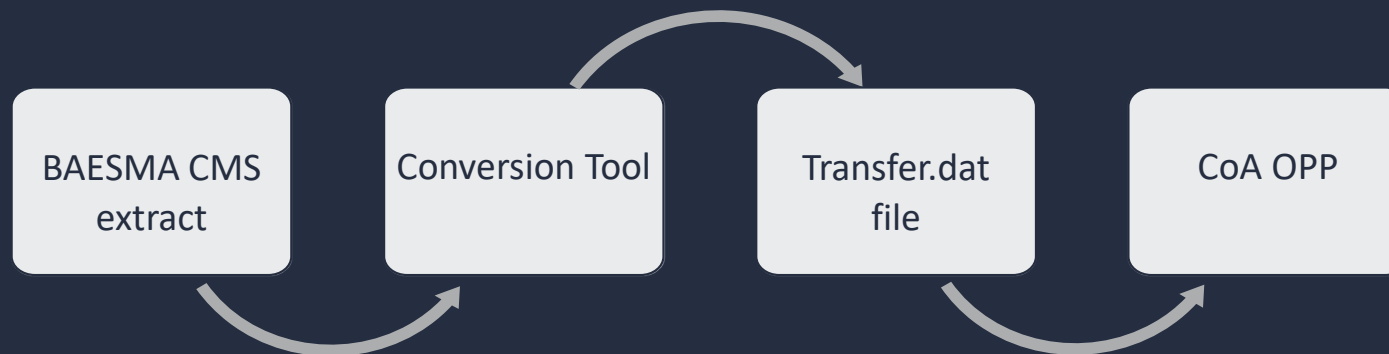 BAESMA CMS
extract
Conversion Tool
Transfer.dat
file
CoA OPP